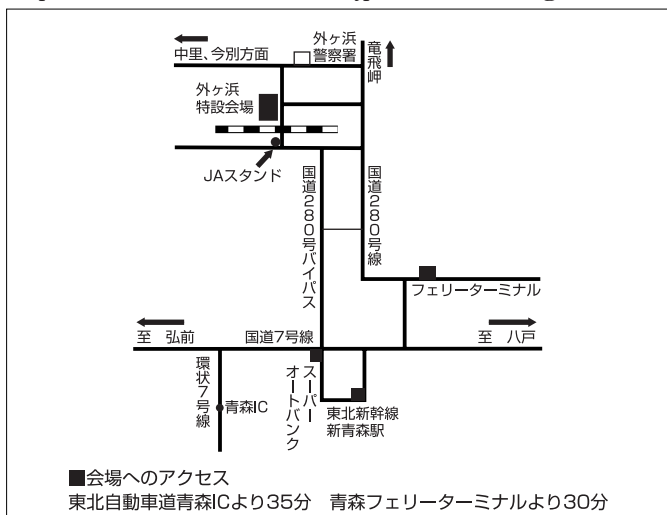 外ヶ浜
警察署
中里、今別方面
竜飛岬
外ヶ浜
特設会場
JAスタンド
国道280号バイパス
国道280号線
フェリーターミナル
至　弘前
国道7号線
至　八戸
環状7号線
青森IC
スーパー
オートバンク
東北新幹線
新青森駅
■会場へのアクセス
東北自動車道青森ICより35分　青森フェリーターミナルより30分